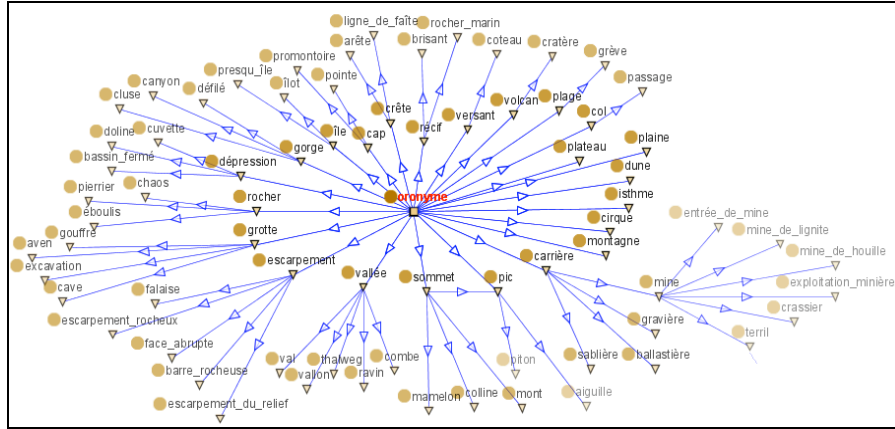 ligne_de_faîte
rocher_marin
arête
brisant
coteau
cratère
promontoire
grève
presqu_île
îlot
pointe
passage
canyon
défilé
cluse
crête
récif
versant
volcan
plage
col
doline
cuvette
île
cap
gorge
plateau
plaine
bassin_fermé
dépression
dune
pierrier
chaos
rocher
oronyme
isthme
éboulis
cirque
entrée_de_mine
gouffre
grotte
montagne
mine_de_lignite
aven
escarpement
vallée
sommet
pic
carrière
mine_de_houille
excavation
mine
exploitation_minière
cave
falaise
gravière
crassier
escarpement_rocheux
terril
face_abrupte
val
thalweg
combe
piton
sablière
ballastière
barre_rocheuse
vallon
ravin
mamelon
colline
mont
aiguille
escarpement_du_relief